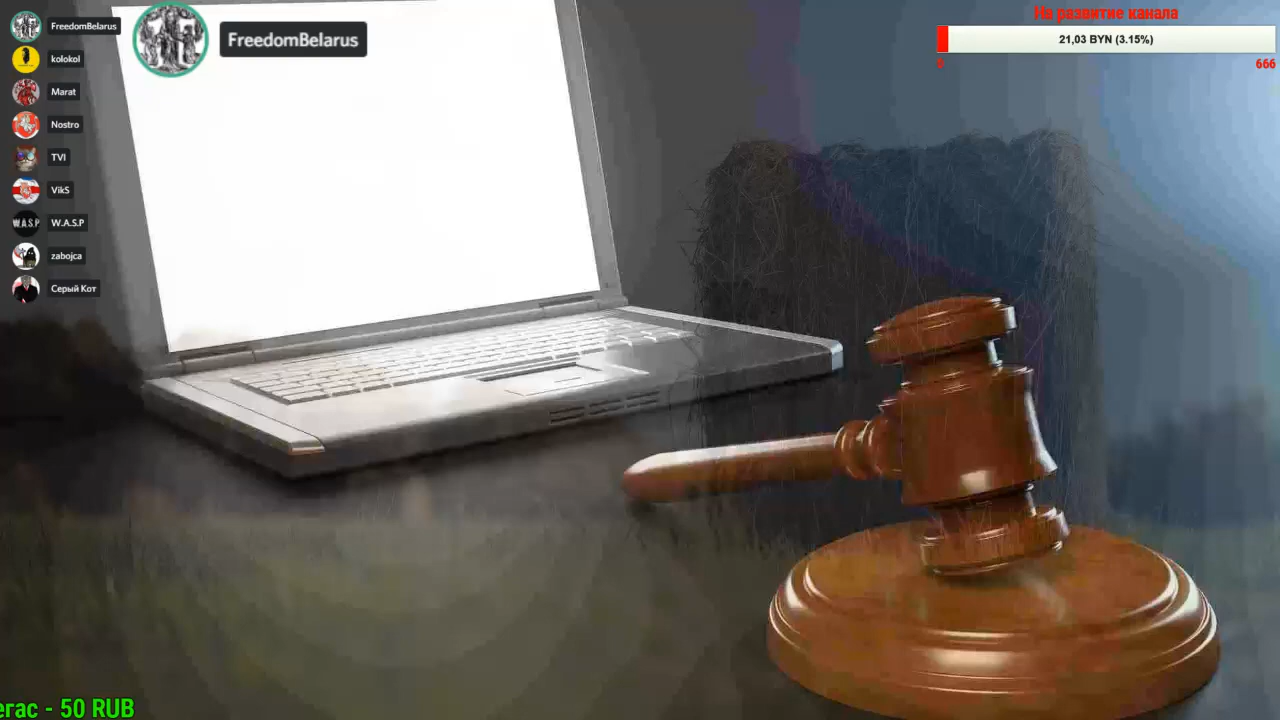 FreedomBelarus
kolokol
Marat
Nostro
TVI
VikS
W.A.S.P
W.A.S.P
zabojca
Серый Кот
FreedomBelarus
На развитие канала
21,03 BYN (3.15%)
0
666
- 50 RUB